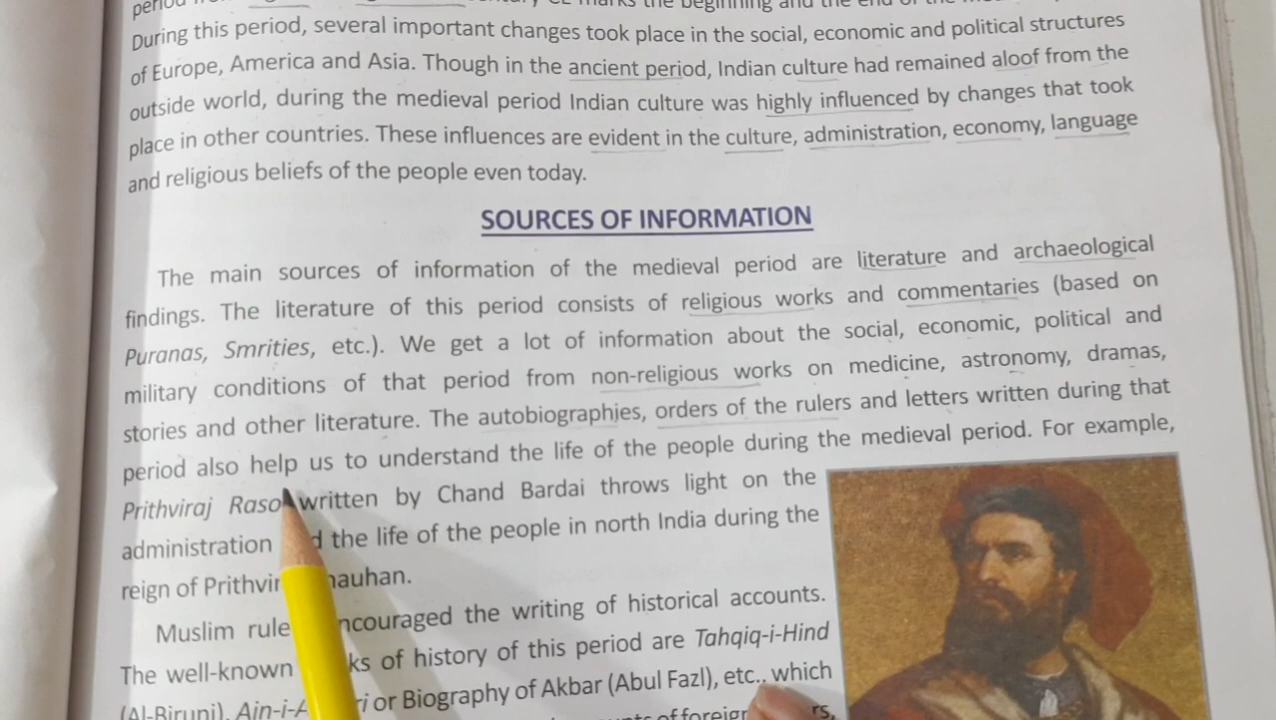 the beginning and the end of the
During this period, several important changes took place in the social, economic and political structures
of Europe, America and Asia. Though in the ancient period, Indian culture had remained aloof from the
outside world, during the medieval period Indian culture was highly influenced by changes that took
place in other countries. These influences are evident in the culture, administration, economy, language
and religious beliefs of the people even today.
SOURCES OF INFORMATION
The main sources of information of the medieval period are literature and archaeological
findings. The literature of this period consists of religious works and commentaries (based on
Puranas, Smrities, etc.). We get a lot of information about the social, economic, political and
military conditions of that period from non-religious works on medicine, astronomy, dramas,
stories and other literature. The autobiographies, orders of the rulers and letters written during that
period also help us to understand the life of the people during the medieval period. For example,
Prithviraj Raso written by Chand Bardai throws light on the
administration the life of the people in north India during the
reign of
Muslim the writing of historical accounts.
The well-known of history of this period are Tahqiq-i-Hind
(Al-Biruni), or Biography of Akbar (Abul Fazl), etc., which
of